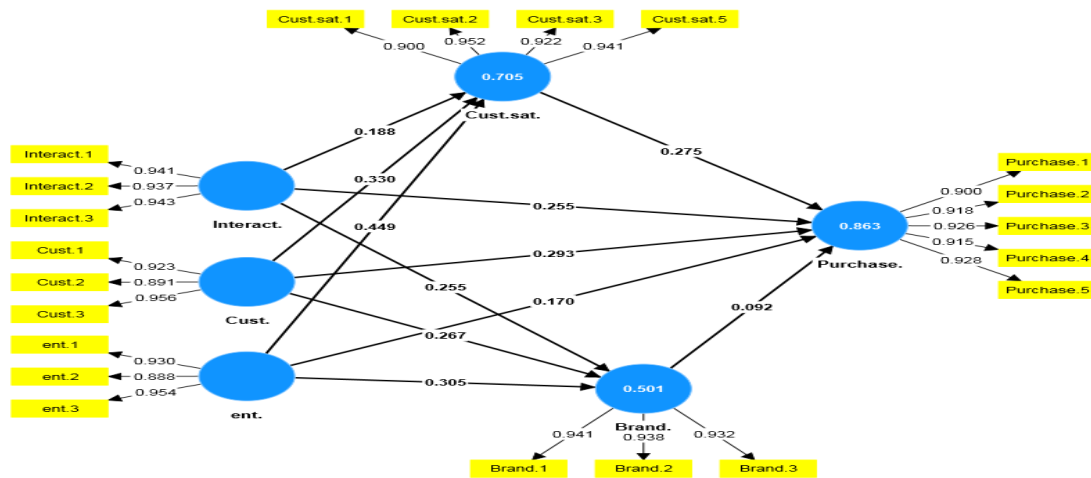 Cust.sat.1 Cust.sat.2 Cust.sat.3 Cust.sat.5
0.900 0.952 0.922 0.941
0.705
Cust.sat.
Interact.1
Interact.2
Interact.3
0.941
0.937
0.943
Interact.
Cust.1
Cust.2
Cust.3
0.923
0.891
0.956
Cust.
ent.1
ent.2
ent.3
0.930
0.888
0.954
ent.
0.188
0.330
0.449
0.255
0.293
0.170
0.255
0.267
0.305
0.275
0.092
0.863
Purchase.
0.900
0.918
0.926
0.915
0.928
Purchase.1
Purchase.2
Purchase.3
Purchase.4
Purchase.5
0.501
Brand.
0.941 0.938 0.932
Brand.1 Brand.2 Brand.3